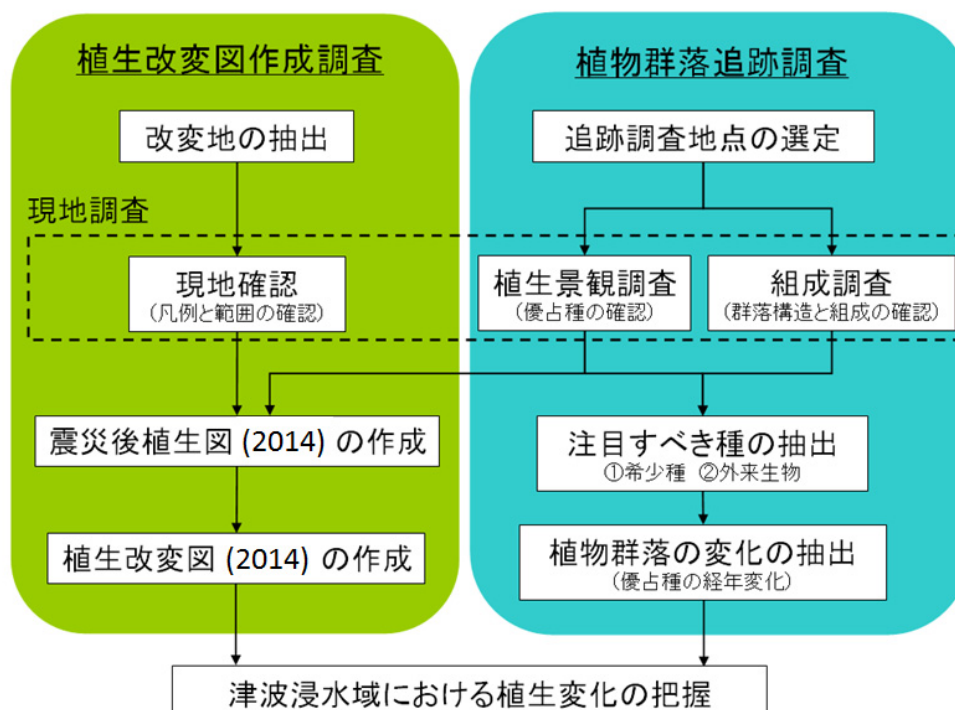 植生改変図作成調査
改変地の抽出
現地調査
現地確認
(凡例と範囲の確認)
震災後植生図 (2014) の作成
植生改変図 (2014) の作成
植物群落追跡調査
追跡調査地点の選定
植生景観調査
(優占種の確認)
組成調査
(群落構造と組成の確認)
注目すべき種の抽出
①希少種 ②外来生物
植物群落の変化の抽出
(優占種の経年変化)
津波浸水域における植生変化の把握